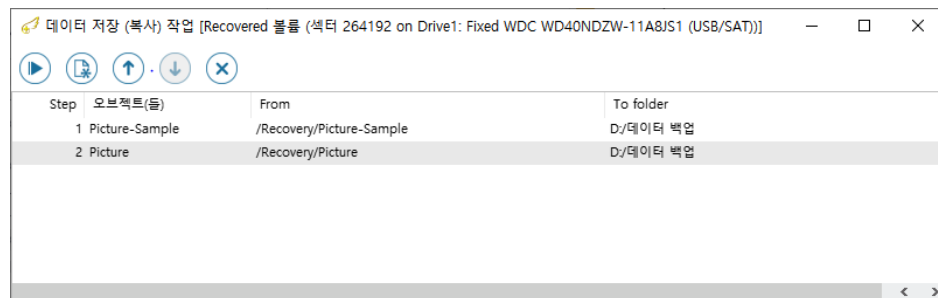 데이터 저장 (복사) 작업 [Recovered 볼륨 (섹터 264192 on Drive1: Fixed WDC WD40NDZW-11A8JS1 (USB/SAT))]
Step 오브젝트(들) From To folder
1 Picture-Sample /Recovery/Picture-Sample D:/데이터 백업
2 Picture /Recovery/Picture D:/데이터 백업